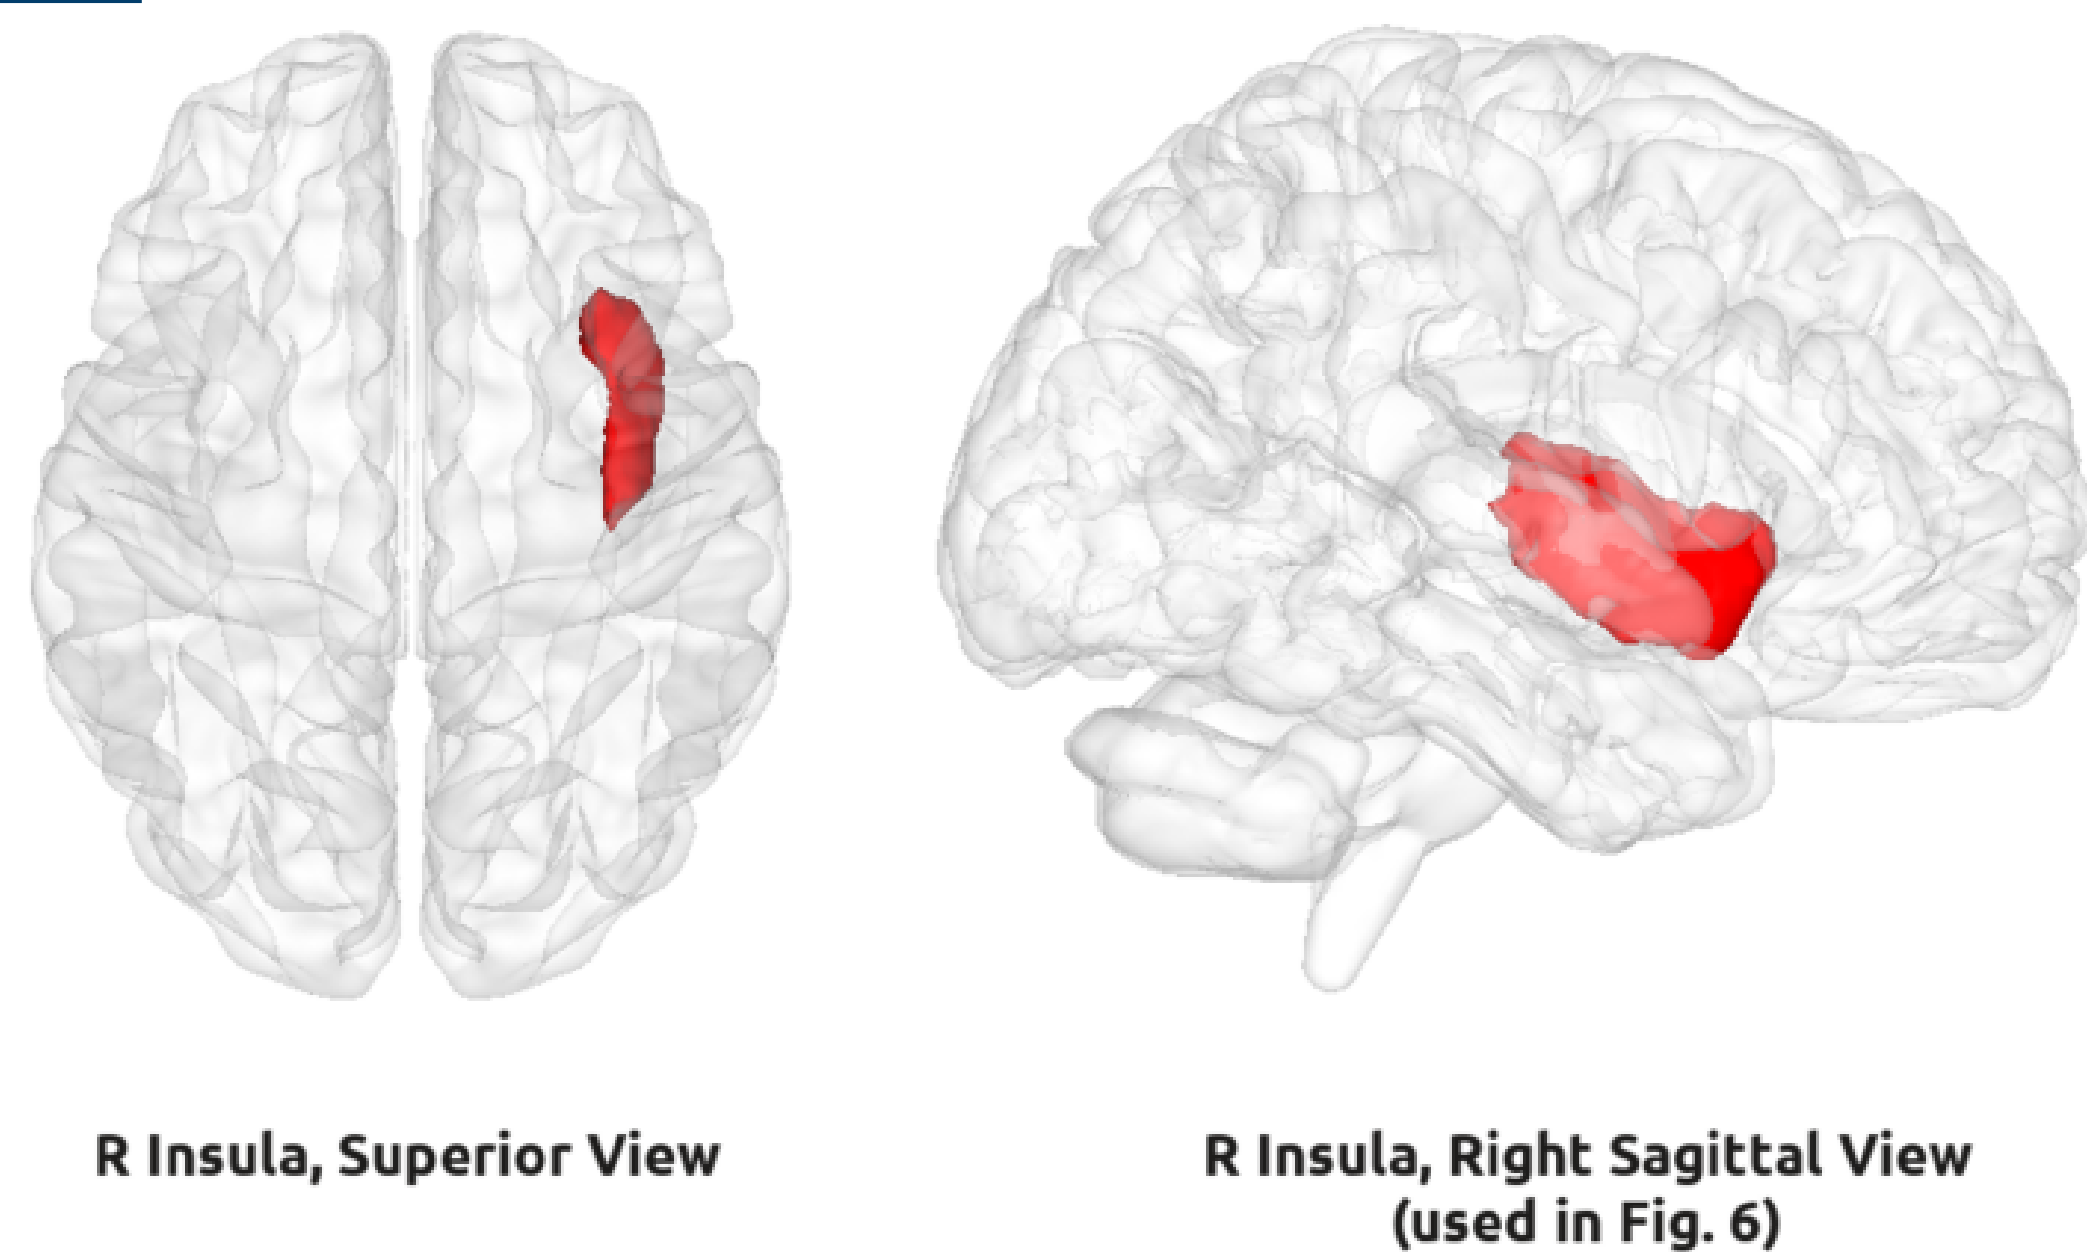 R Insula, Superior View
R Insula, Right Sagittal View
(used in Fig. 6)